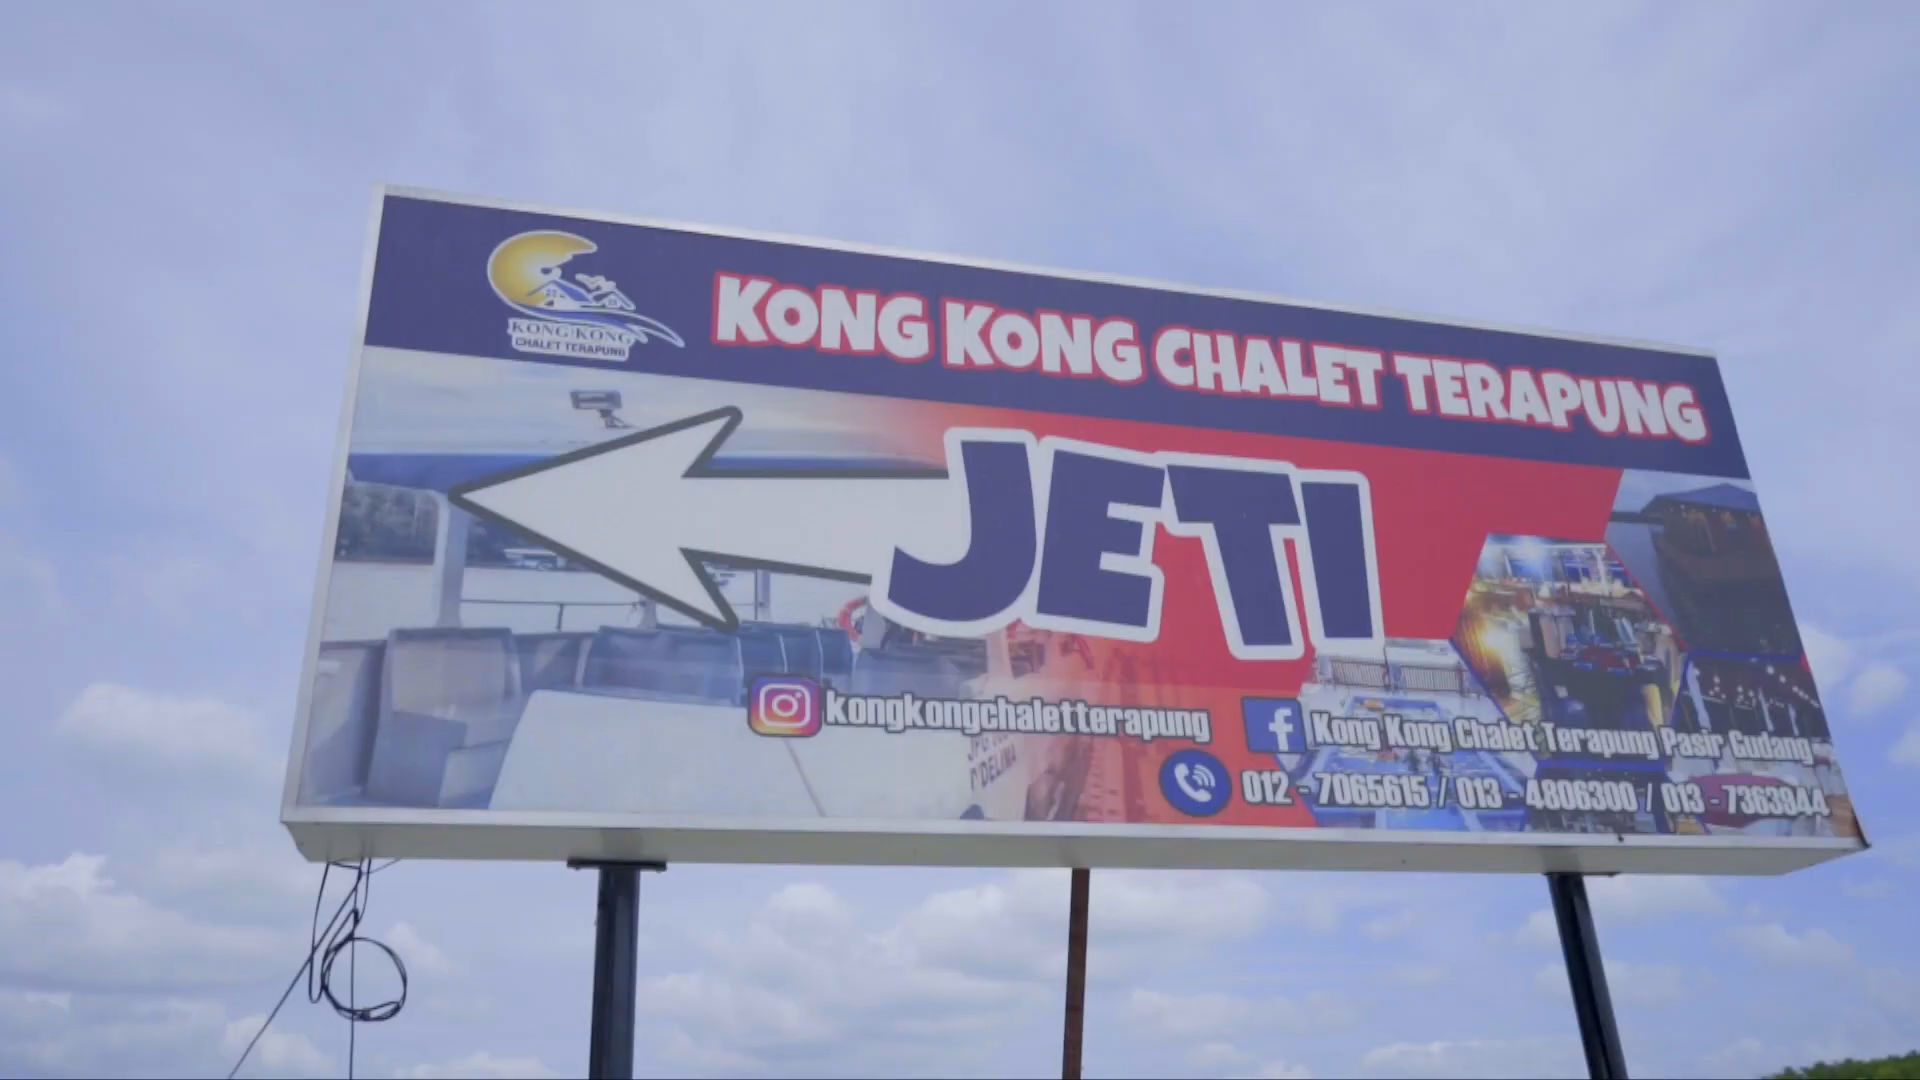 KONG KONG
CHALET TERAPUNG
KONG KONG CHALET TERAPUNG
JETI
kongkongchaletterapung
Kong Kong Chalet Terapung Pasir Gudang
012 - 7065615 / 013 - 4806300 / 013 - 7363944